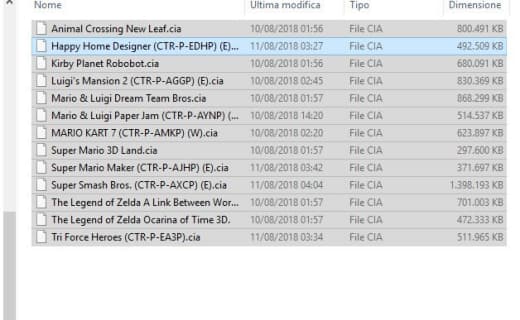 Nome Ultima modifica Tipo Dimensione
Animal Crossing New Leaf.cia 10/08/2018 01:56 File CIA 800.491 KB
Happy Home Designer (CTR-P-EDHP) (E)... 11/08/2018 03:27 File CIA 492.509 KB
Kirby Planet Robobot.cia 10/08/2018 01:56 File CIA 680.091 KB
Luigi's Mansion 2 (CTR-P-AGGP) (E).cia 10/08/2018 02:45 File CIA 830.369 KB
Mario & Luigi Dream Team Bros.cia 10/08/2018 01:57 File CIA 868.299 KB
Mario & Luigi Paper Jam (CTR-P-AYNP) (... 10/08/2018 14:20 File CIA 514.537 KB
MARIO KART 7 (CTR-P-AMKP) (W).cia 10/08/2018 02:20 File CIA 623.897 KB
Super Mario 3D Land.cia 10/08/2018 01:57 File CIA 297.600 KB
Super Mario Maker (CTR-P-AJHP) (E).cia 11/08/2018 03:42 File CIA 371.697 KB
Super Smash Bros. (CTR-P-AXCP) (E).cia 11/08/2018 04:04 File CIA 1.398.193 KB
The Legend of Zelda A Link Between Wor... 10/08/2018 01:57 File CIA 701.003 KB
The Legend of Zelda Ocarina of Time 3D. 10/08/2018 01:57 File CIA 472.333 KB
Tri Force Heroes (CTR-P-EA3P).cia 11/08/2018 03:34 File CIA 511.965 KB